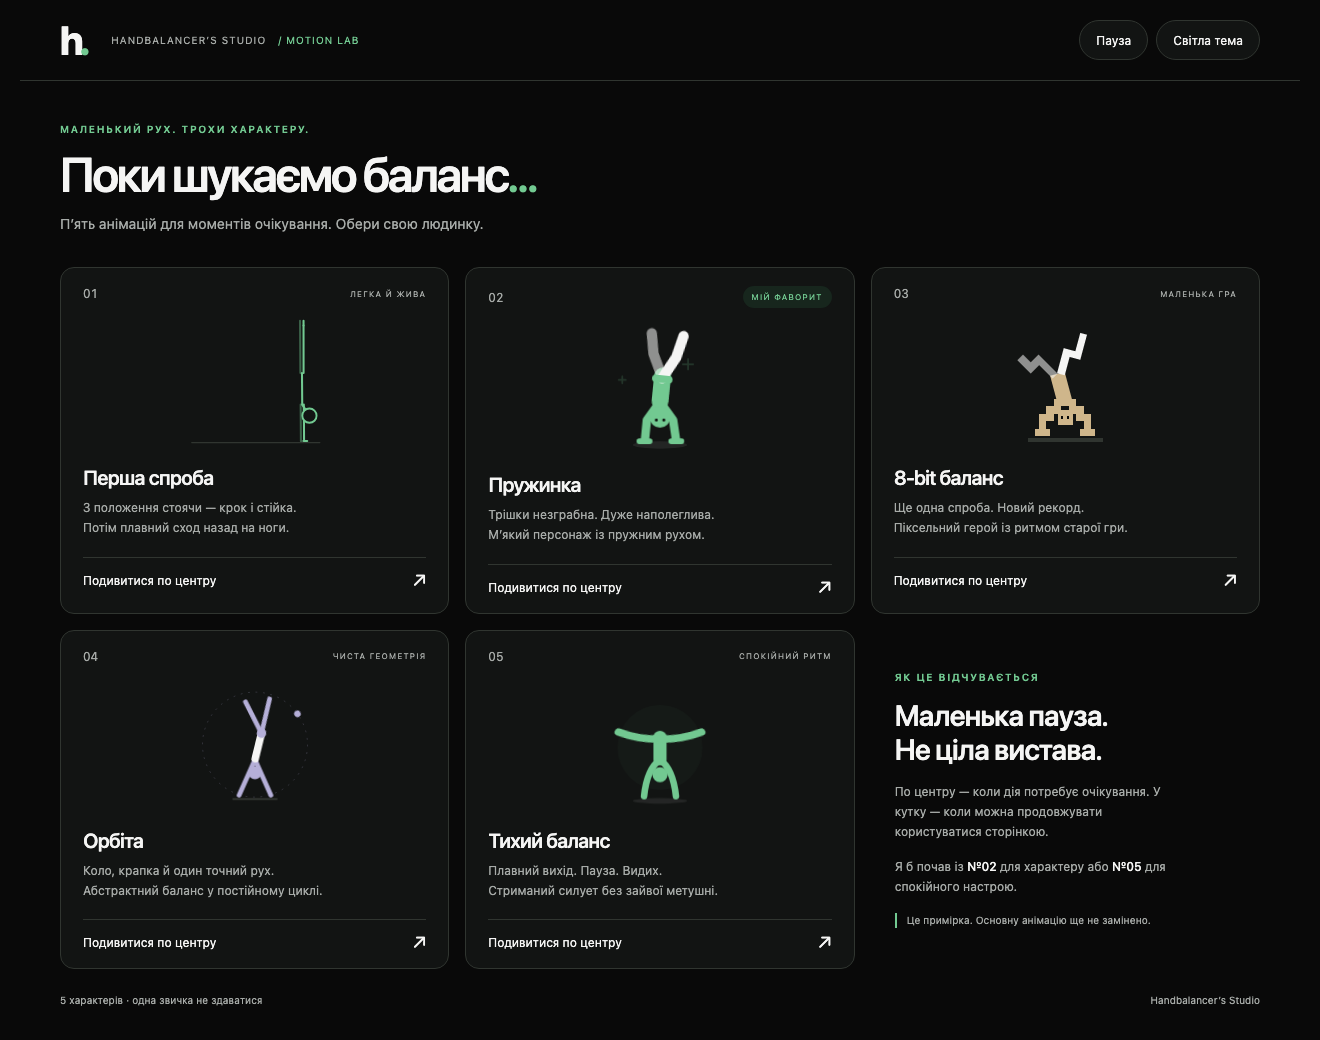 h.
HANDBALANCER'S STUDIO / MOTION LAB
Пауза
Світла тема
МАЛЕНЬКИЙ РУХ. ТРОХИ ХАРАКТЕРУ.
Поки шукаємо баланс...
П'ять анімацій для моментів очікування. Обери свою людинку.
01
ЛЕГКА Й ЖИВА
Перша спроба
З положення стоячи — крок і стійка.
Потім плавний сход назад на ноги.
Подивитися по центру
02
МІЙ ФАВОРИТ
Пружинка
Трішки незграбна. Дуже наполеглива.
М'який персонаж із пружним рухом.
Подивитися по центру
03
МАЛЕНЬКА ГРА
8-bit баланс
Ще одна спроба. Новий рекорд.
Піксельний герой із ритмом старої гри.
Подивитися по центру
04
ЧИСТА ГЕОМЕТРІЯ
Орбіта
Коло, крапка й один точний рух.
Абстрактний баланс у постійному циклі.
Подивитися по центру
05
СПОКІЙНИЙ РИТМ
Тихий баланс
Плавний вихід. Пауза. Видих.
Стриманий силует без зайвої метушні.
Подивитися по центру
ЯК ЦЕ ВІДЧУВАЄТЬСЯ
Маленька пауза.
Не ціла вистава.
По центру — коли дія потребує очікування. У
кутку — коли можна продовжувати
користуватися сторінкою.
Я б почав із №02 для характеру або №05 для
спокійного настрою.
Це примірка. Основну анімацію ще не замінено.
5 характерів · одна звичка не здаватися
Handbalancer's Studio